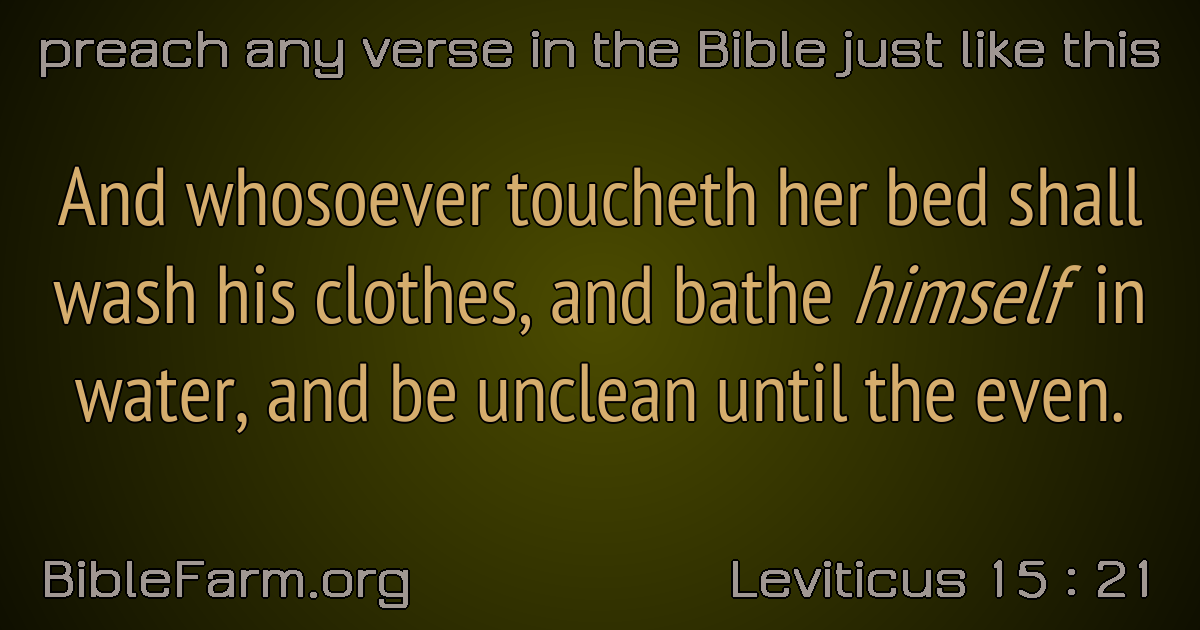 preach any verse in the Bible just like this
And whosoever toucheth her bed shall
wash his clothes, and bathe himself in
water, and be unclean until the even.
BibleFarm.org
Leviticus 15 : 21